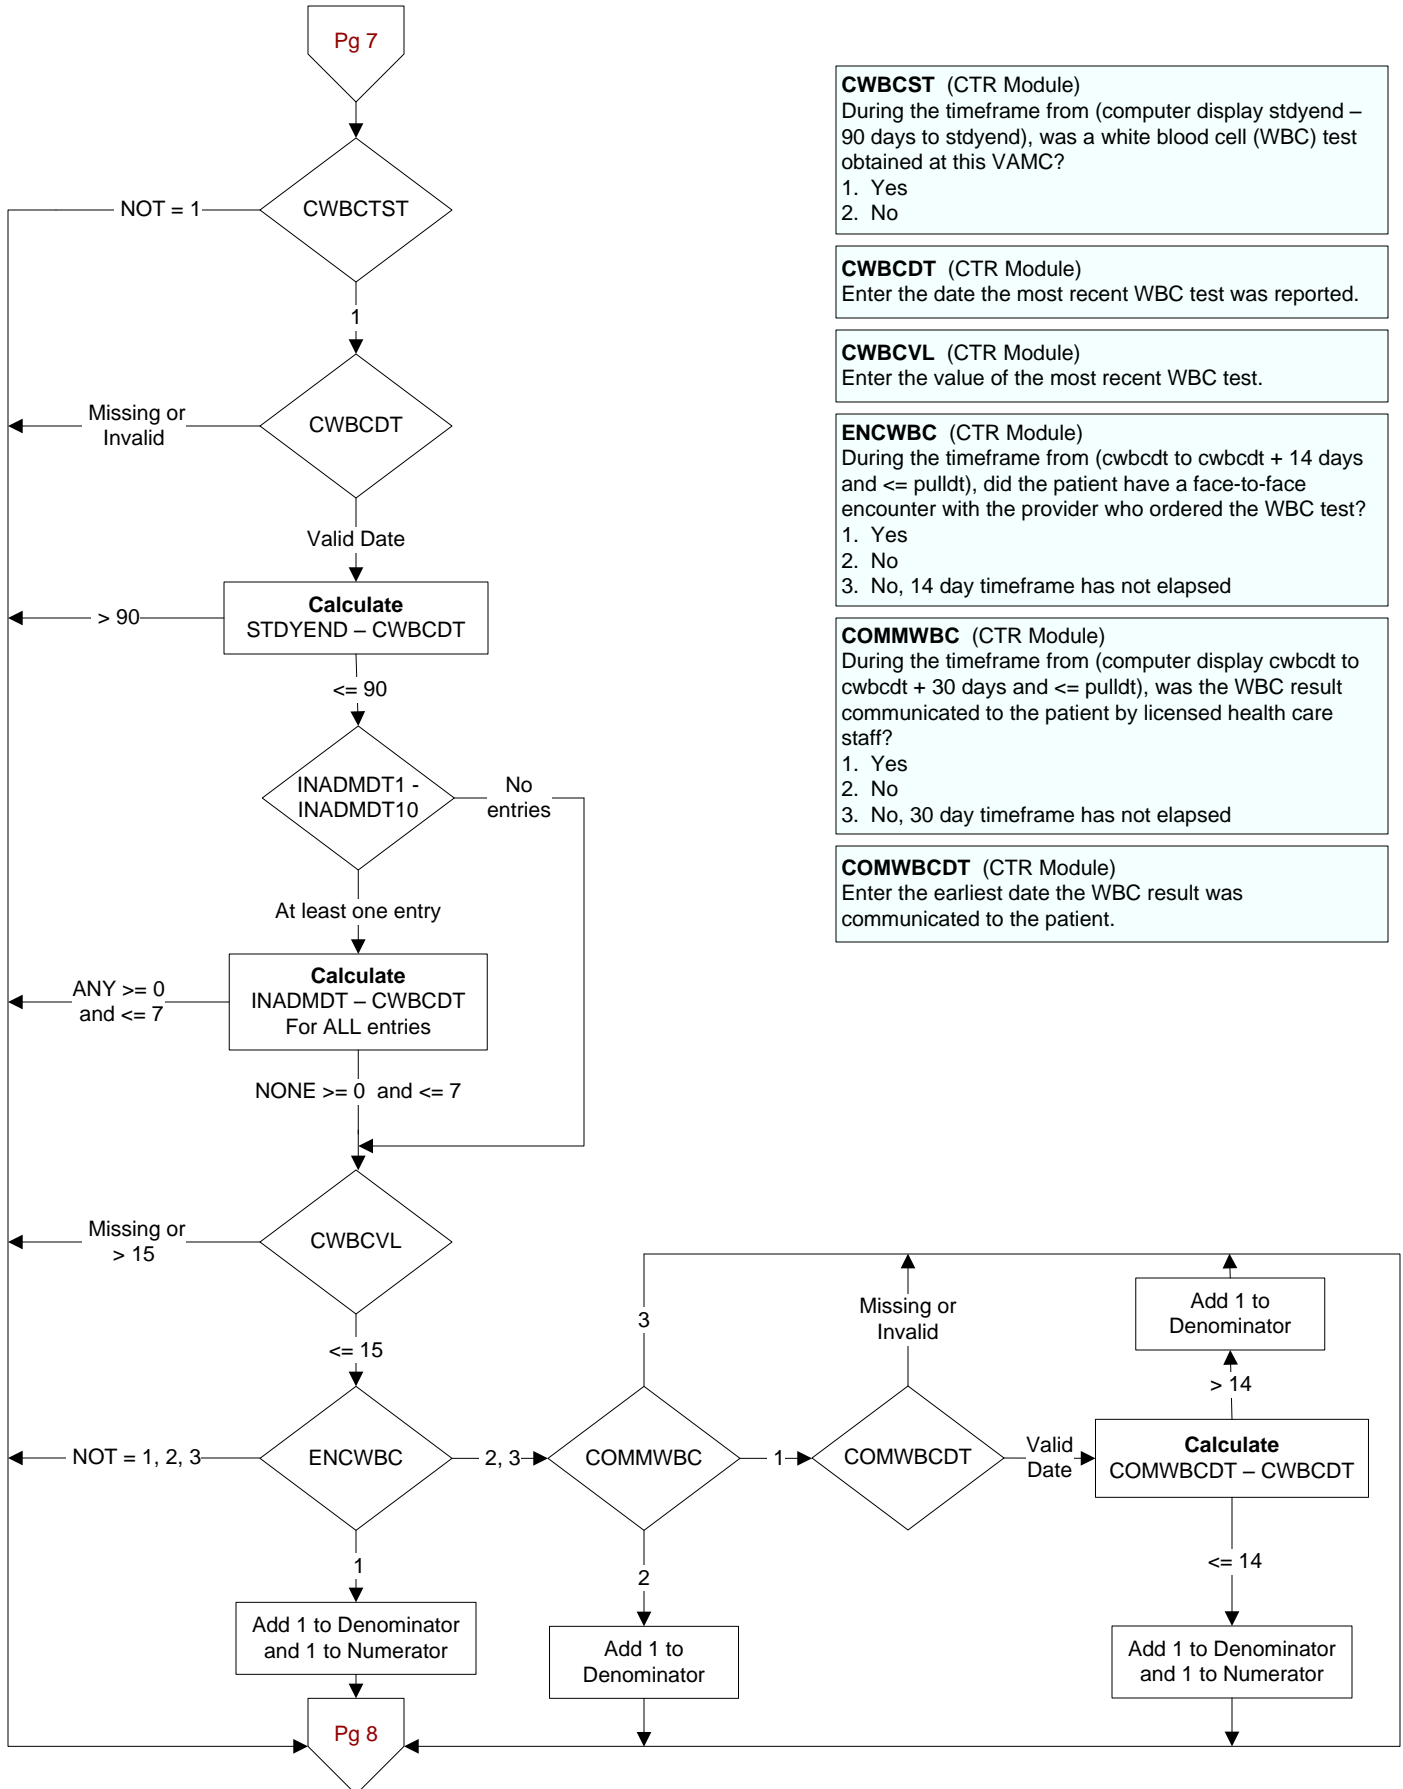 Pg 7
CWBCTST
NOT = 1
1
CWBCDT
Missing or
Invalid
Valid Date
Calculate
STDYEND – CWBCDT
> 90
<= 90
INADMDT1 -
INADMDT10
No
entries
At least one entry
Calculate
INADMDT – CWBCDT
For ALL entries
ANY >= 0
and <= 7
NONE >= 0 and <= 7
CWBCVL
Missing or
> 15
<= 15
ENCWBC
NOT = 1, 2, 3
2, 3
1
Add 1 to Denominator
and 1 to Numerator
Pg 8
COMMWBC
3
1
2
Add 1 to
Denominator
COMWBCDT
Missing or
Invalid
Valid
Date
Calculate
COMWBCDT – CWBCDT
> 14
Add 1 to
Denominator
<= 14
Add 1 to Denominator
and 1 to Numerator
CWBCST (CTR Module)
During the timeframe from (computer display stdyend –
90 days to stdyend), was a white blood cell (WBC) test
obtained at this VAMC?
1. Yes
2. No
CWBCDT (CTR Module)
Enter the date the most recent WBC test was reported.
CWBCVL (CTR Module)
Enter the value of the most recent WBC test.
ENCWBC (CTR Module)
During the timeframe from (cwbcdt to cwbcdt + 14 days
and <= pulldt), did the patient have a face-to-face
encounter with the provider who ordered the WBC test?
1. Yes
2. No
3. No, 14 day timeframe has not elapsed
COMMWBC (CTR Module)
During the timeframe from (computer display cwbcdt to
cwbcdt + 30 days and <= pulldt), was the WBC result
communicated to the patient by licensed health care
staff?
1. Yes
2. No
3. No, 30 day timeframe has not elapsed
COMWBCDT (CTR Module)
Enter the earliest date the WBC result was
communicated to the patient.